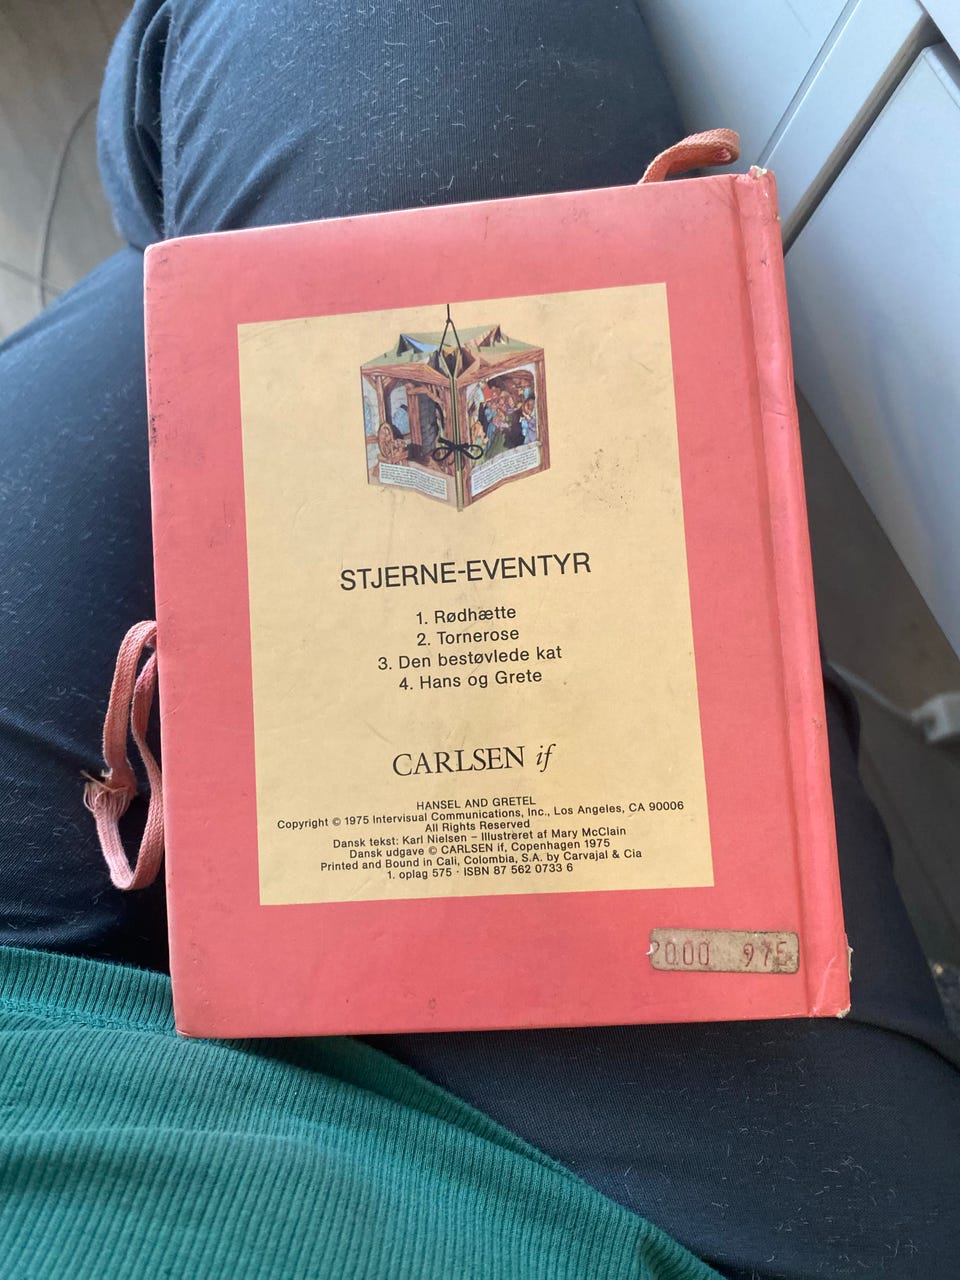 STJERNE-EVENTYR
1. Rødhætte
2. Tornerose
3. Den bestøvlede kat
4. Hans og Grete
CARLSEN if
HANSEL AND GRETEL
Copyright © 1975 Intervisual Communications, Inc., Los Angeles, CA 90006
All Rights Reserved
Dansk tekst: Karl Nielsen – Illustreret af Mary McClain
Dansk udgave © CARLSEN if, Copenhagen 1975
Printed and Bound in Cali, Colombia, S.A. by Carvajal & Cia
1. oplag 575 · ISBN 87 562 0733 6
2000 975